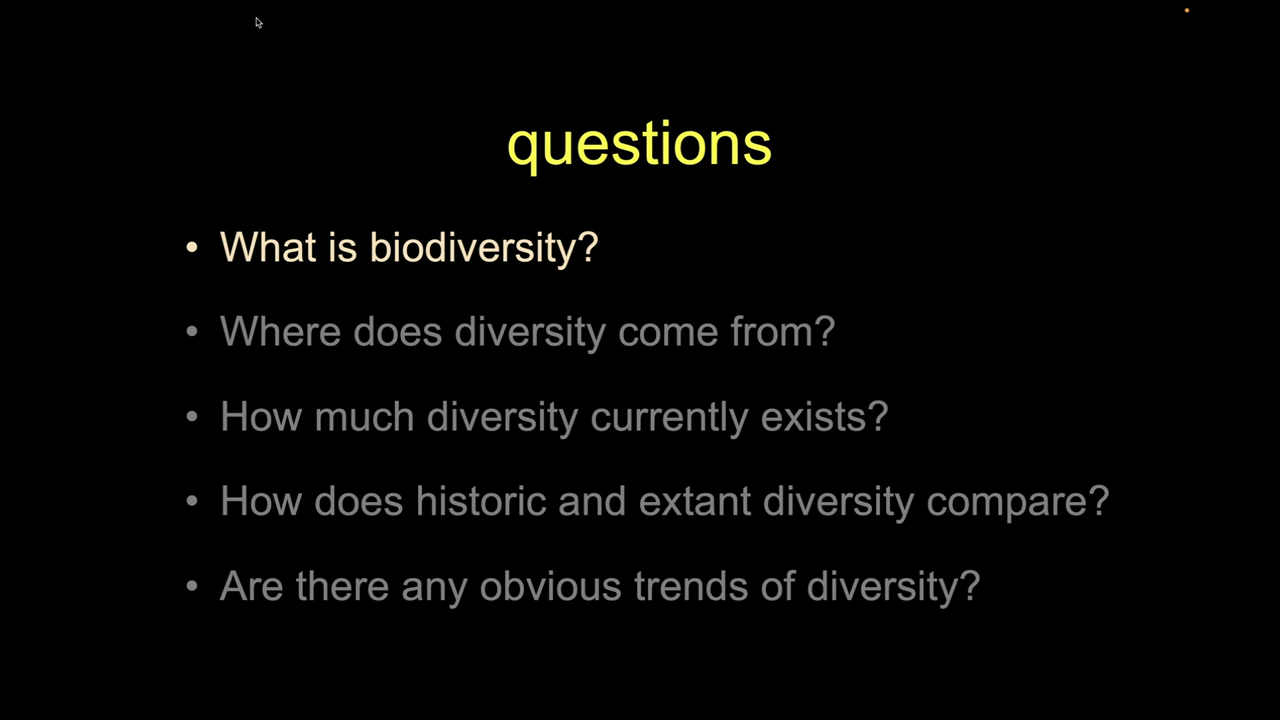 questions
• What is biodiversity?
• Where does diversity come from?
• How much diversity currently exists?
• How does historic and extant diversity compare?
• Are there any obvious trends of diversity?